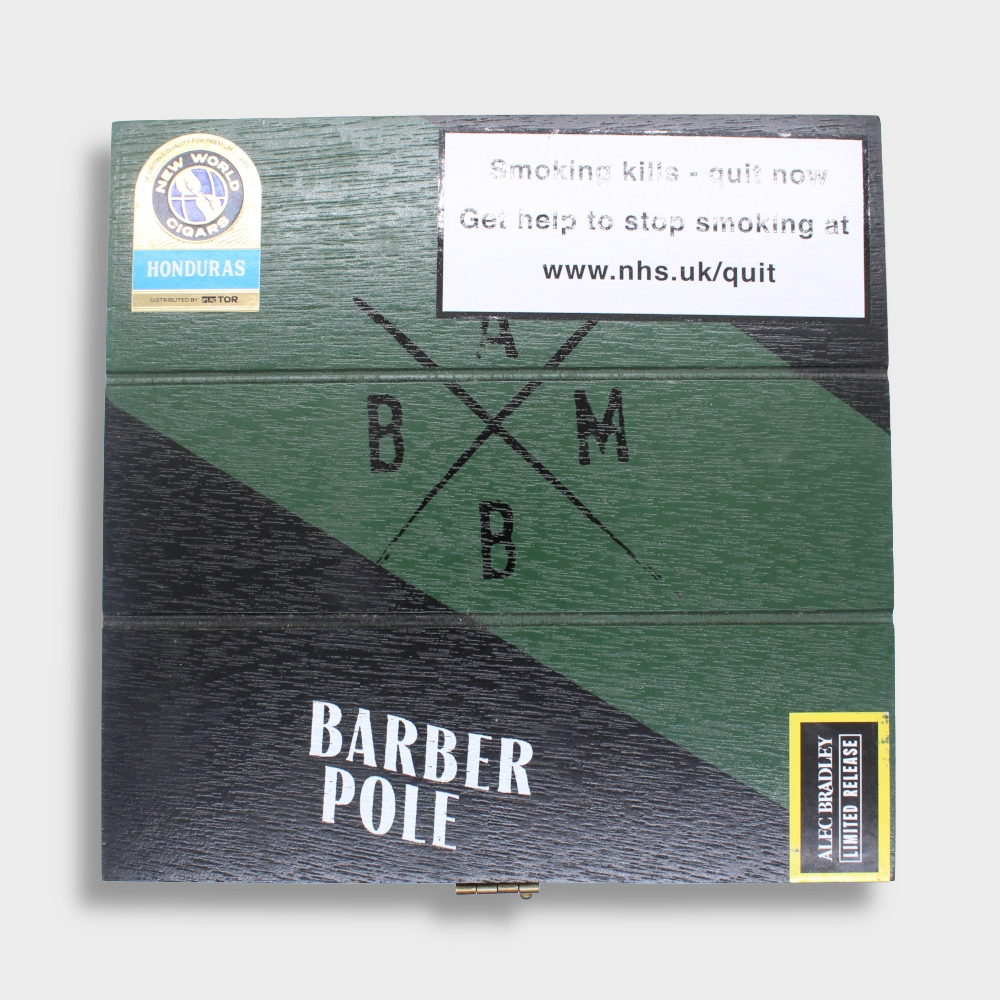 NEW WORLD
CIGARS
HONDURAS
DISTRIBUTED BY TOR
Smoking kills - quit now
Get help to stop smoking at
www.nhs.uk/quit
A
B M
B
BARBER
POLE
ALEC BRADLEY
LIMITED RELEASE